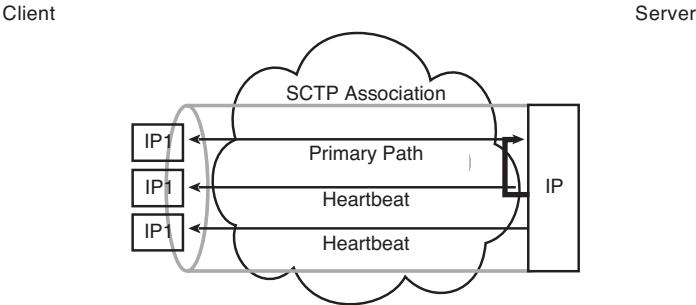 Client
Server
SCTP Association
IP1
Primary Path
IP1
IP
Heartbeat
IP1
Heartbeat